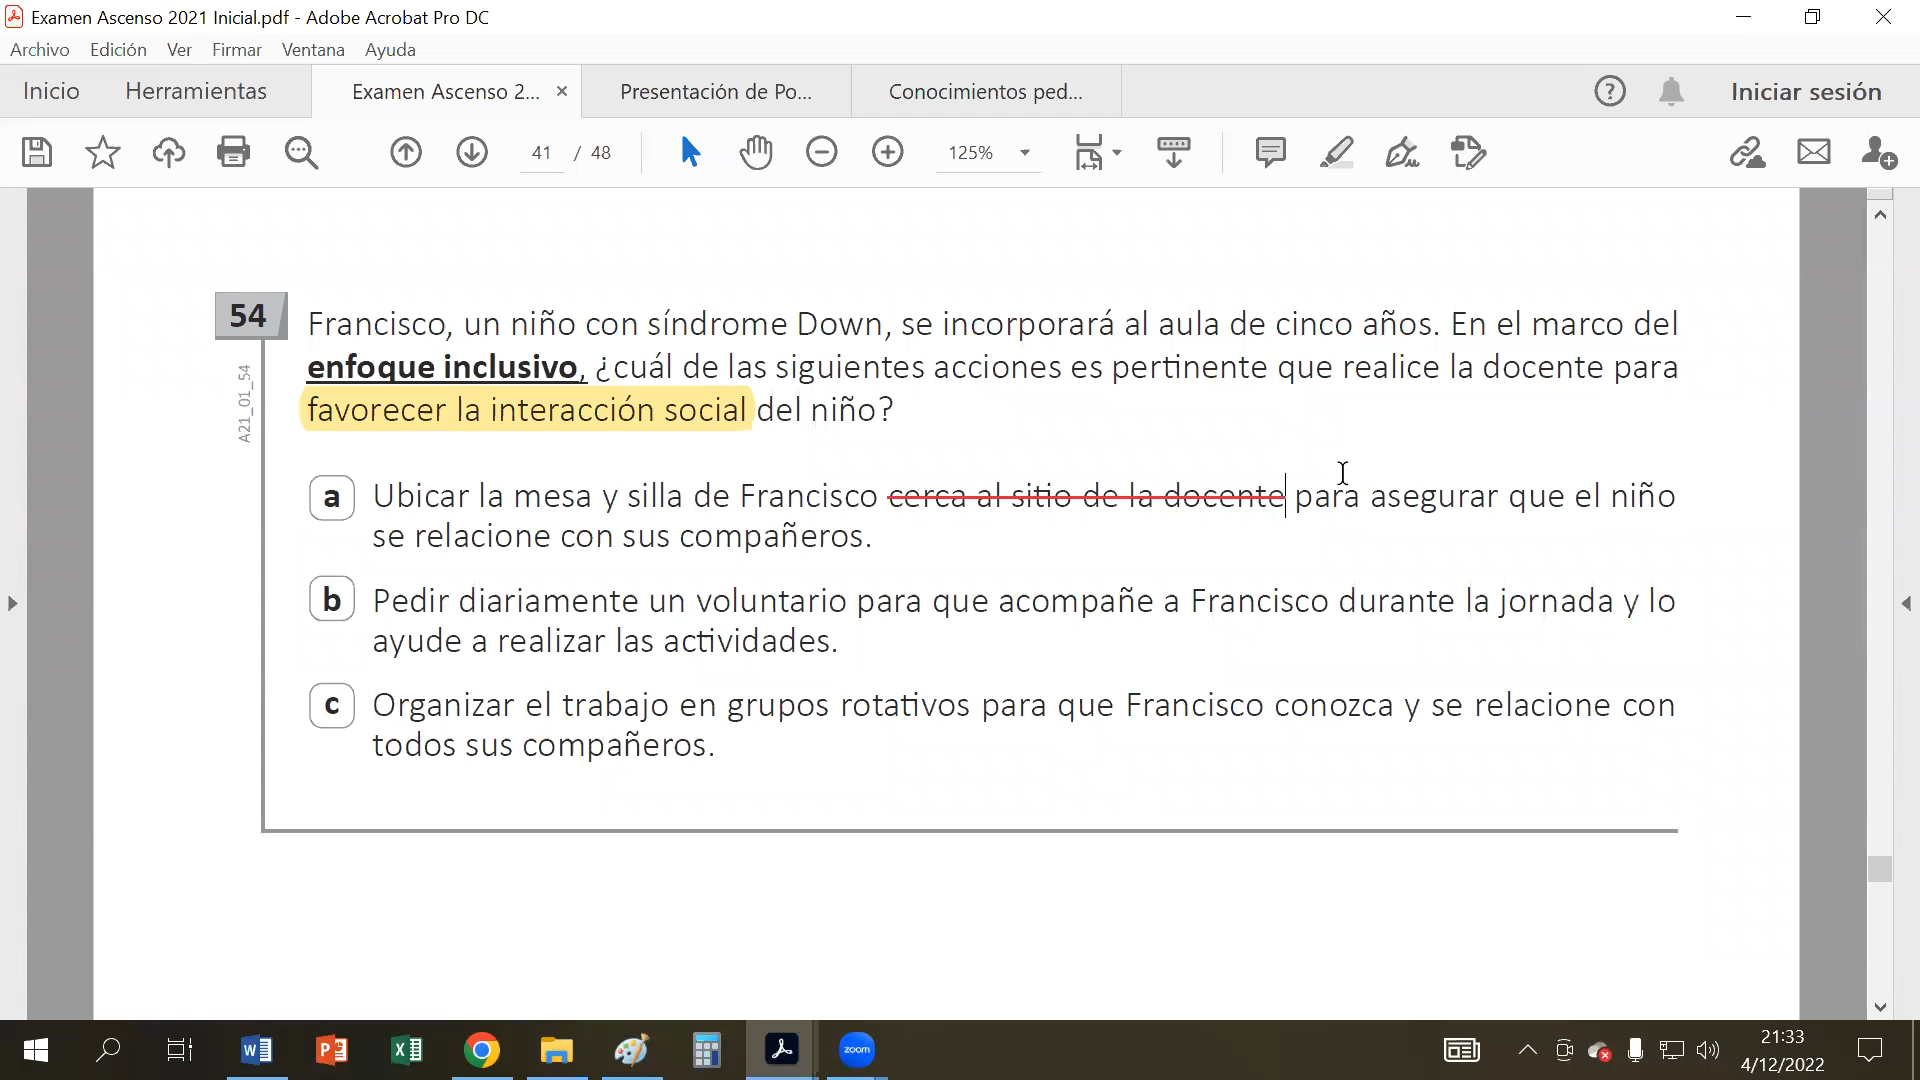 Examen Ascenso 2021 Inicial.pdf - Adobe Acrobat Pro DC
Archivo Edición Ver Firmar Ventana Ayuda
Inicio Herramientas Examen Ascenso 2... × Presentación de Po... Conocimientos ped... ? Iniciar sesión
41 / 48 125%
54 Francisco, un niño con síndrome Down, se incorporará al aula de cinco años. En el marco del
enfoque inclusivo, ¿cuál de las siguientes acciones es pertinente que realice la docente para
favorecer la interacción social del niño?
A21_01_54
a Ubicar la mesa y silla de Francisco cerca al sitio de la docente para asegurar que el niño
se relacione con sus compañeros.
b Pedir diariamente un voluntario para que acompañe a Francisco durante la jornada y lo
ayude a realizar las actividades.
c Organizar el trabajo en grupos rotativos para que Francisco conozca y se relacione con
todos sus compañeros.
zoom
21:33
4/12/2022